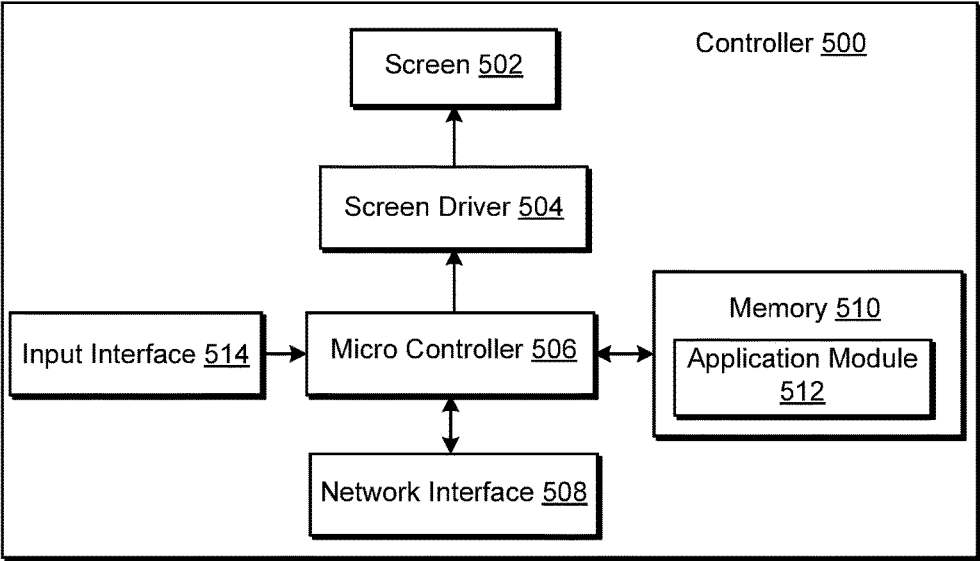 Controller 500
Screen 502
Screen Driver 504
Memory 510
Input Interface 514
Micro Controller 506
Application Module
512
Network Interface 508